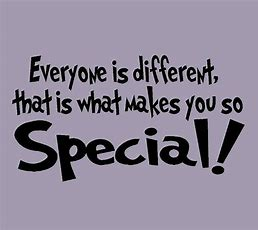 Everyone is different,
that is what makes you so
Special!